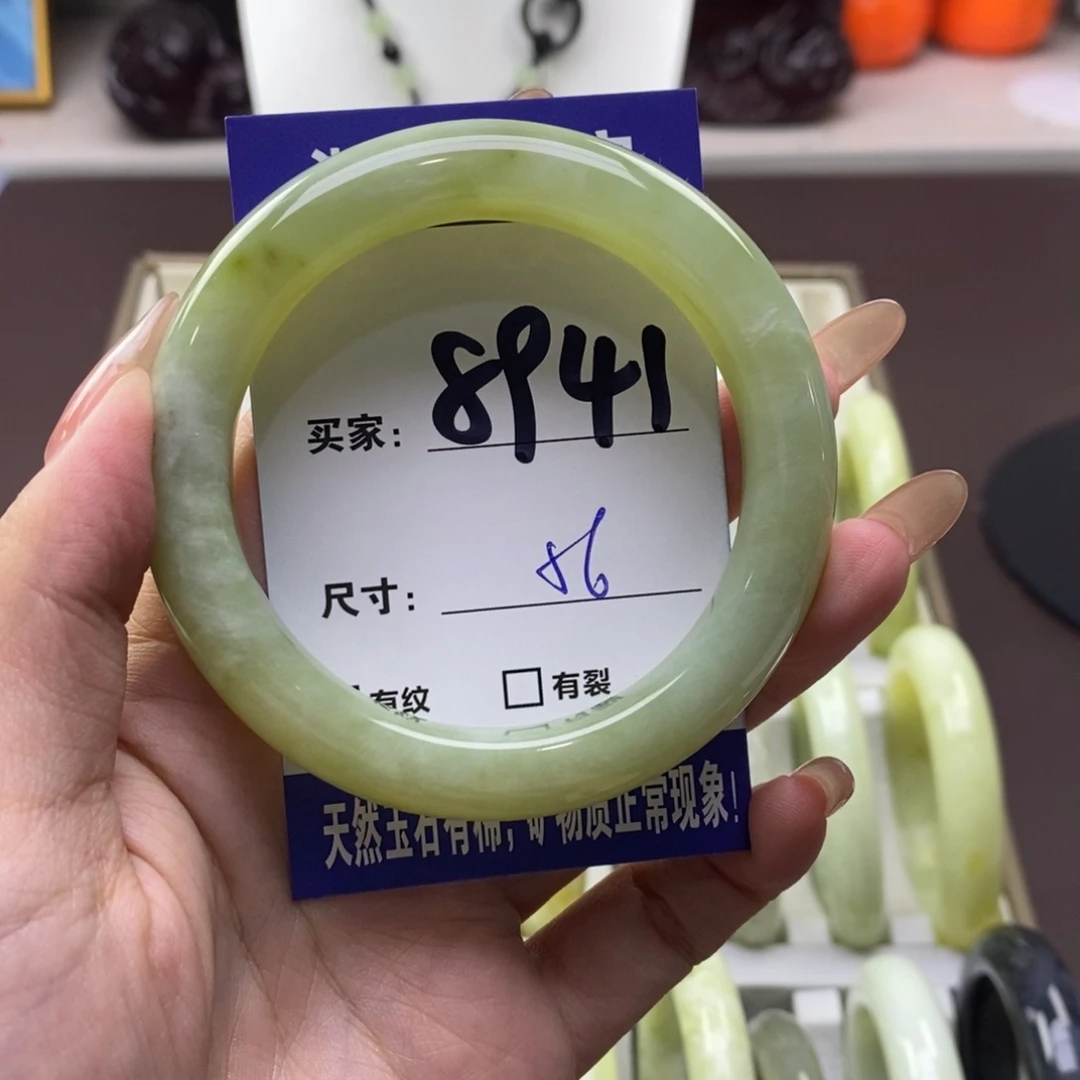 买家: 8941
尺寸: 56
有纹 有裂
天然玉石有棉, 矿物质正常现象!